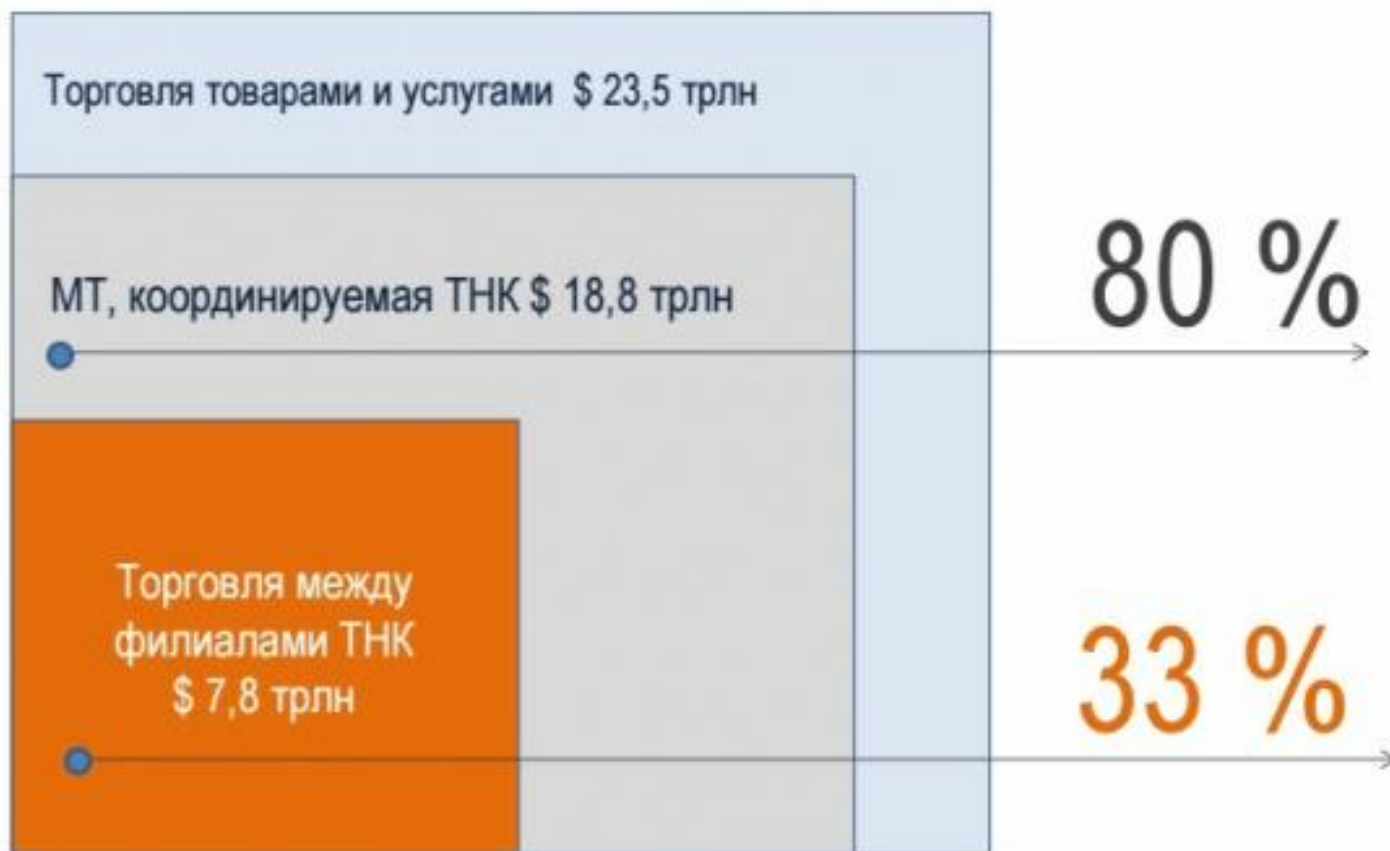 Торговля товарами и услугами $ 23,5 трлн
МТ, координируемая ТНК $ 18,8 трлн
80 %
Торговля между
филиалами ТНК
$ 7,8 трлн
33 %